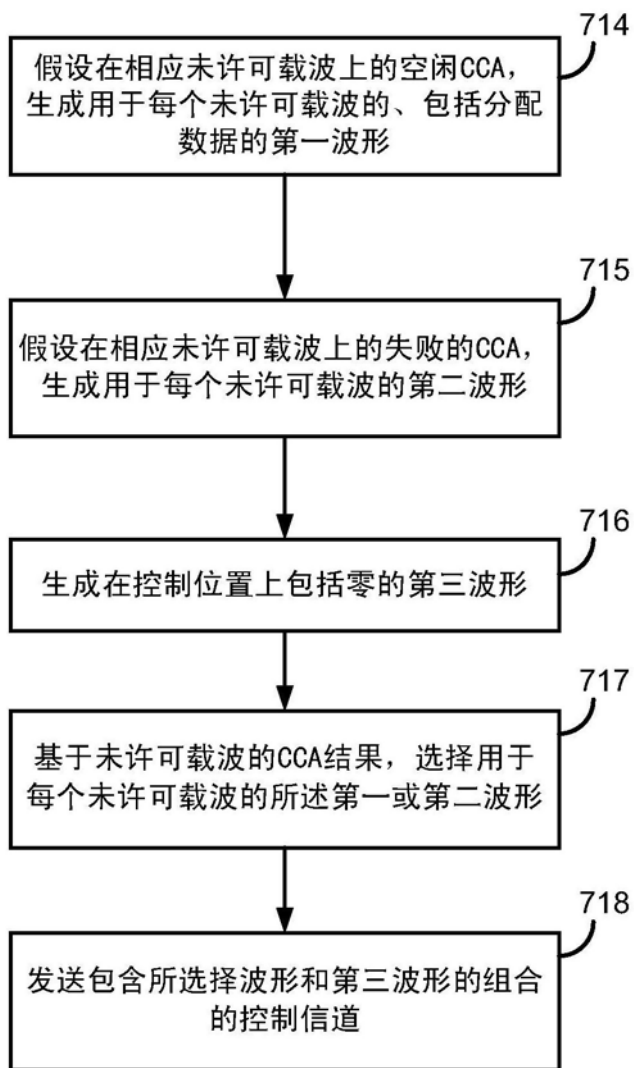 714
假设在相应未许可载波上的空闲CCA，
生成用于每个未许可载波的、包括分配
数据的第一波形
715
假设在相应未许可载波上的失败的CCA，
生成用于每个未许可载波的第二波形
716
生成在控制位置上包括零的第三波形
717
基于未许可载波的CCA结果，选择用于
每个未许可载波的所述第一或第二波形
718
发送包含所选择波形和第三波形的组合
的控制信道